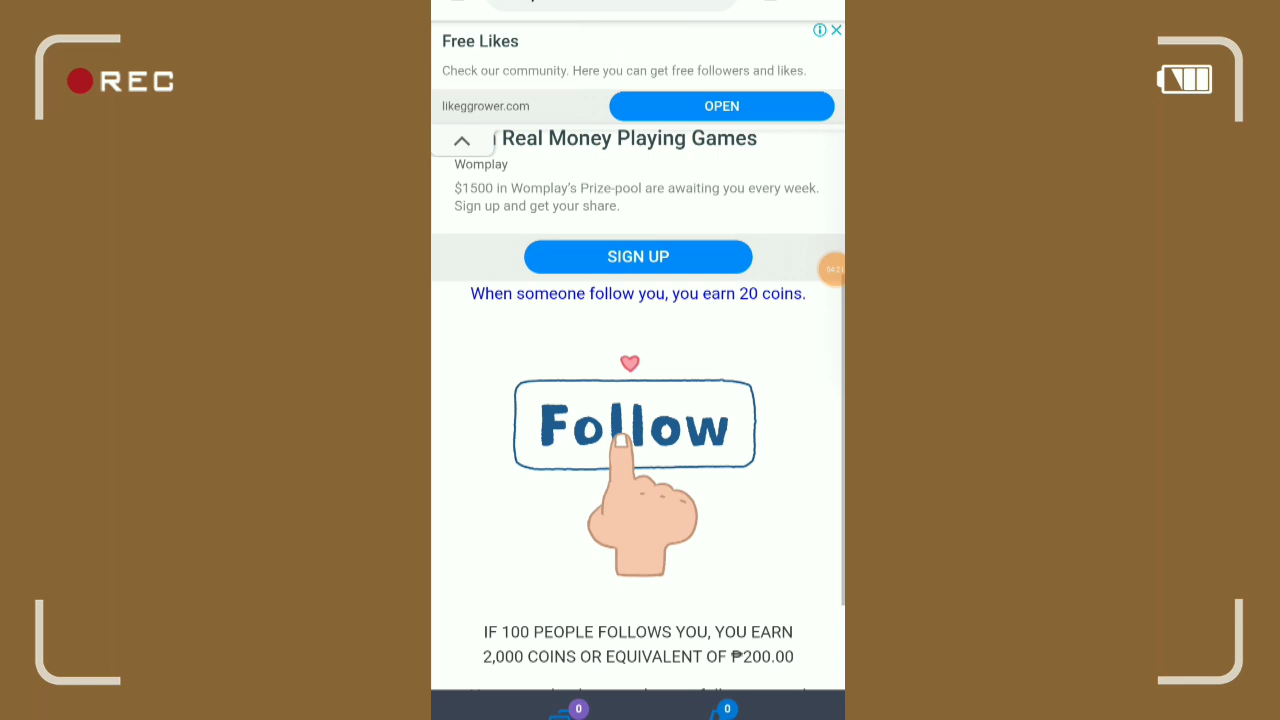 REC
Free Likes
Check our community. Here you can get free followers and likes.
likeggrower.com
OPEN
Real Money Playing Games
Womplay
$1500 in Womplay's Prize-pool are awaiting you every week.
Sign up and get your share.
SIGN UP
04:21
When someone follow you, you earn 20 coins.
Follow
IF 100 PEOPLE FOLLOWS YOU, YOU EARN
2,000 COINS OR EQUIVALENT OF ₱200.00
0
0